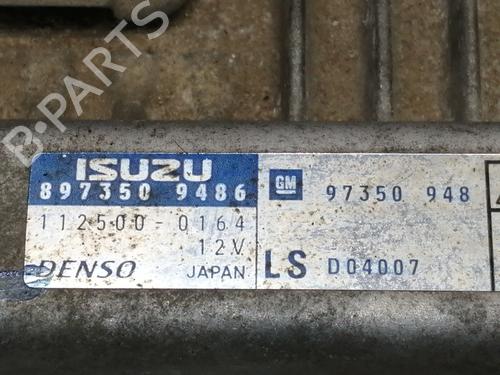 B-PARTS
ISUZU
897350 9486
112500-0164
12V
DENSO JAPAN
GM 97350 948
LS D04007